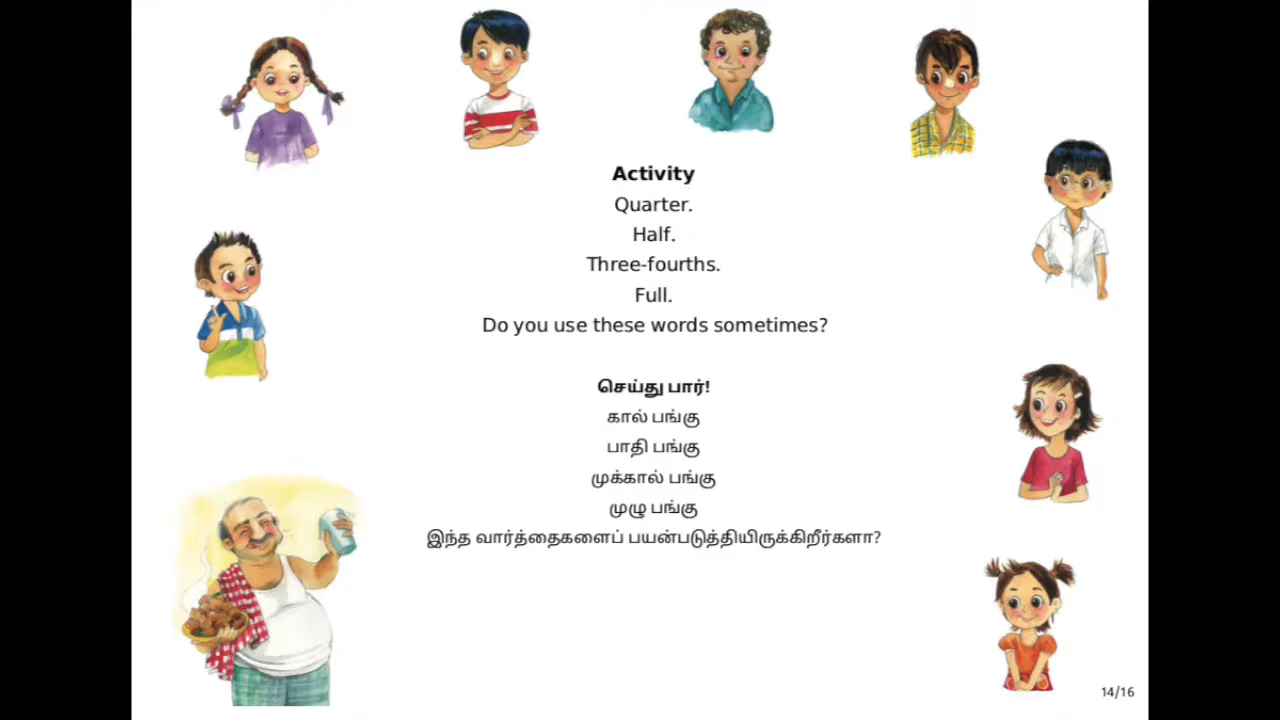 Activity
Quarter.
Half.
Three-fourths.
Full.
Do you use these words sometimes?
செய்து பார்!
கால் பங்கு
பாதி பங்கு
முக்கால் பங்கு
முழு பங்கு
இந்த வார்த்தைகளைப் பயன்படுத்தியிருக்கிறீர்களா?
14/16